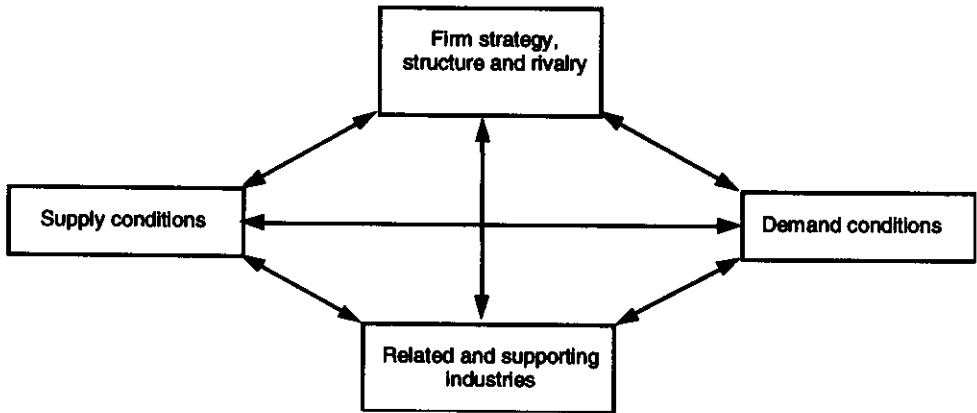 Firm strategy,
structure and rivalry
Supply conditions
Demand conditions
Related and supporting
industries